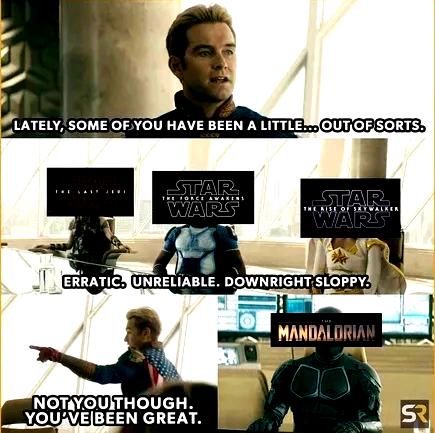 LATELY, SOME OF YOU HAVE BEEN A LITTLE... OUT OF SORTS.
THE LAST JEDI
STAR
THE FORCE AWAKENS
WARS
STAR
THE RISE OF SKYWALKER
WARS
ERRATIC. UNRELIABLE. DOWNRIGHT SLOPPY.
NOT YOU THOUGH.
YOU'VE BEEN GREAT.
THE
MANDALORIAN
SR